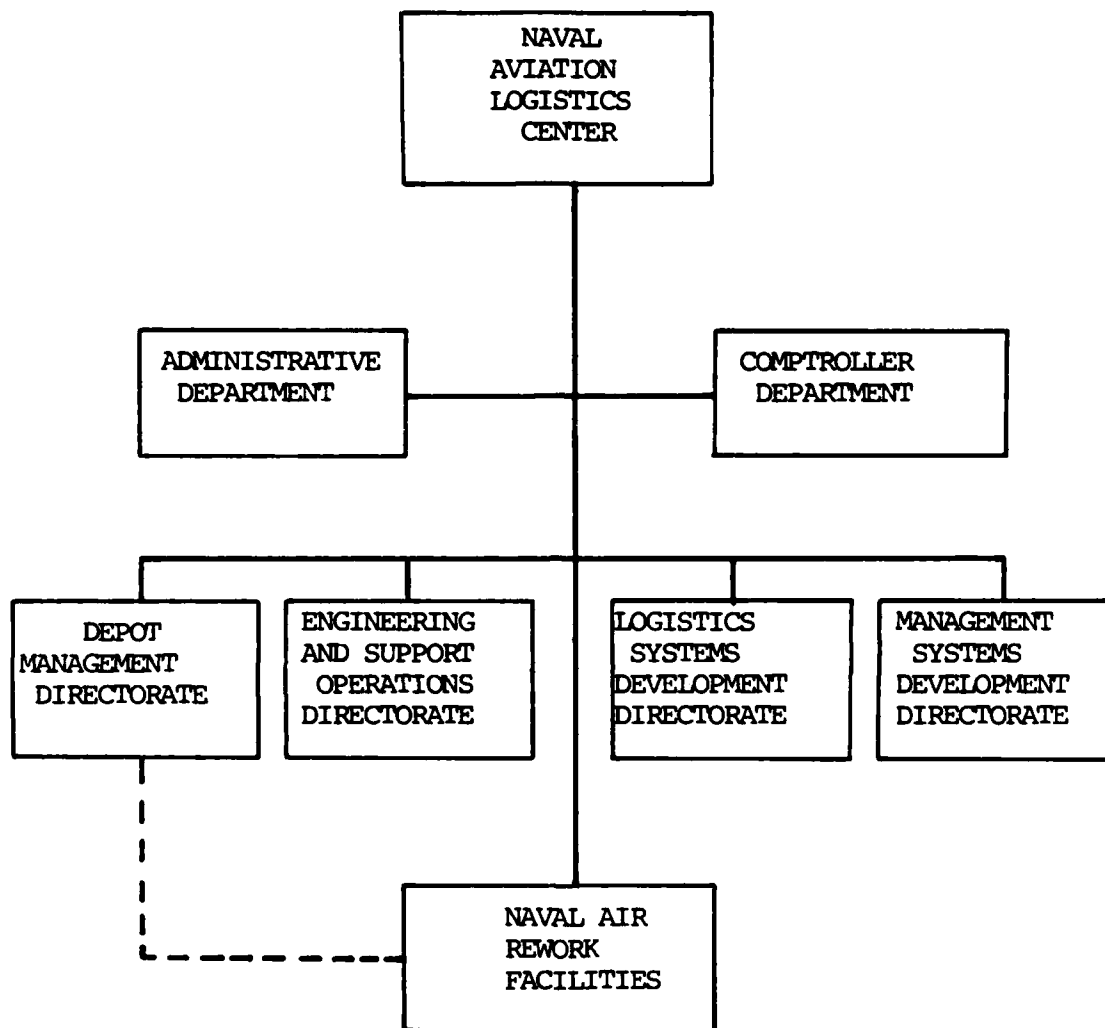 NAVAL
AVIATION
LOGISTICS
CENTER
ADMINISTRATIVE
DEPARTMENT
COMPTROLLER
DEPARTMENT
DEPOT
MANAGEMENT
DIRECTORATE
ENGINEERING
AND SUPPORT
OPERATIONS
DIRECTORATE
LOGISTICS
SYSTEMS
DEVELOPMENT
DIRECTORATE
MANAGEMENT
SYSTEMS
DEVELOPMENT
DIRECTORATE
NAVAL AIR
REWORK
FACILITIES